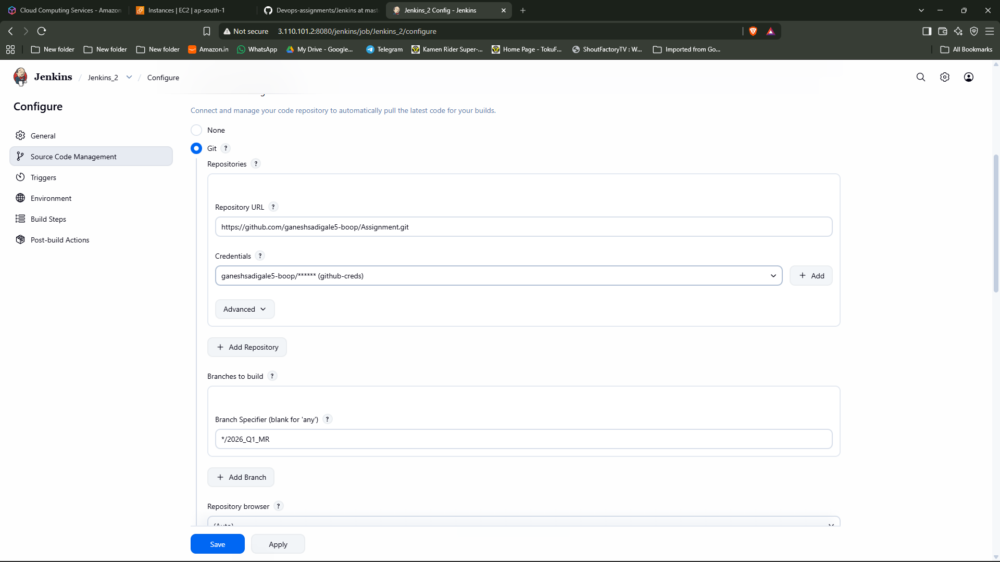 Cloud Computing Services - Amazon
Instances | EC2 | ap-south-1
Devops-assignments/Jenkins at mast
Jenkins_2 Config - Jenkins
Not secure
3.110.101.2:8080/jenkins/job/Jenkins_2/configure
New folder
New folder
New folder
Amazon.in
WhatsApp
My Drive - Google...
Telegram
Kamen Rider Super-...
Home Page - TokuF...
ShoutFactoryTV : W...
Imported from Go...
All Bookmarks
Jenkins / Jenkins_2 / Configure
Configure
General
Source Code Management
Triggers
Environment
Build Steps
Post-build Actions
Connect and manage your code repository to automatically pull the latest code for your builds.
None
Git ?
Repositories ?
Repository URL ?
https://github.com/ganeshsadigale5-boop/Assignment.git
Credentials ?
ganeshsadigale5-boop/****** (github-creds)
+ Add
Advanced
+ Add Repository
Branches to build ?
Branch Specifier (blank for 'any') ?
*/2026_Q1_MR
+ Add Branch
Repository browser ?
(Auto)
Save
Apply